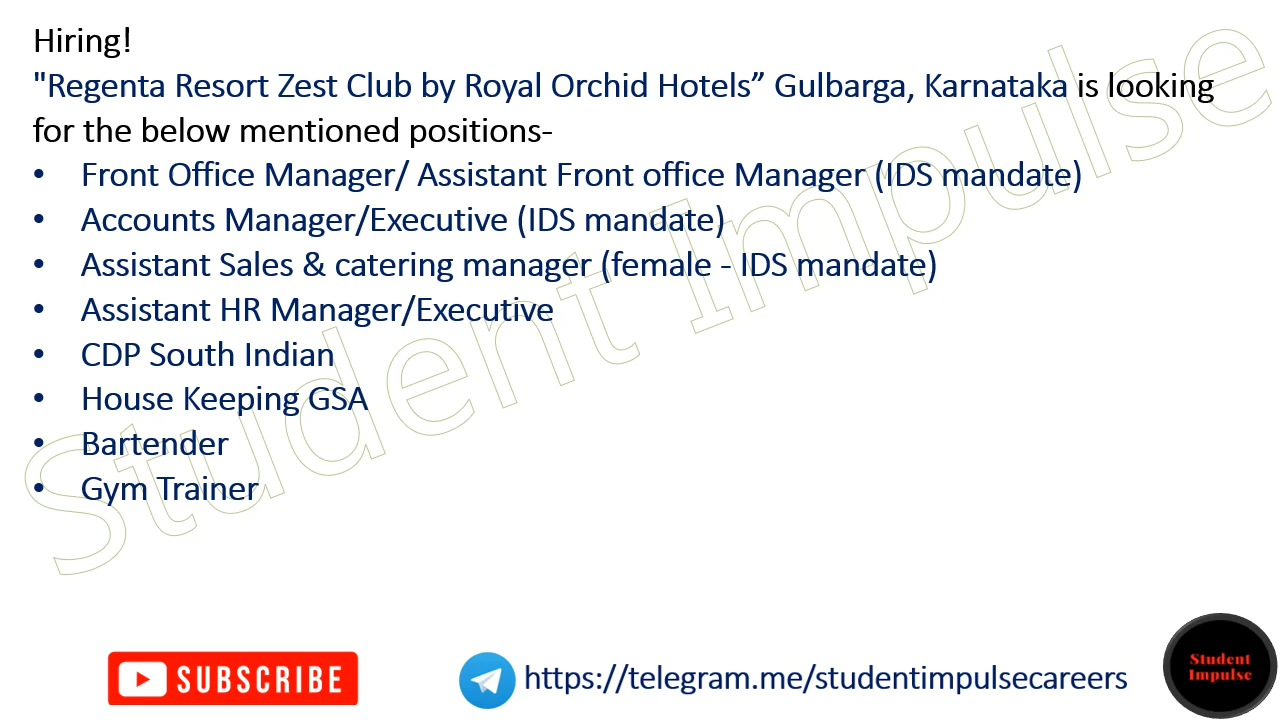 Hiring!
"Regenta Resort Zest Club by Royal Orchid Hotels” Gulbarga, Karnataka is looking
for the below mentioned positions-
• Front Office Manager/ Assistant Front office Manager (IDS mandate)
• Accounts Manager/Executive (IDS mandate)
• Assistant Sales & catering manager (female - IDS mandate)
• Assistant HR Manager/Executive
• CDP South Indian
• House Keeping GSA
• Bartender
• Gym Trainer
Student Impulse
SUBSCRIBE
https://telegram.me/studentimpulsecareers
Student
Impulse